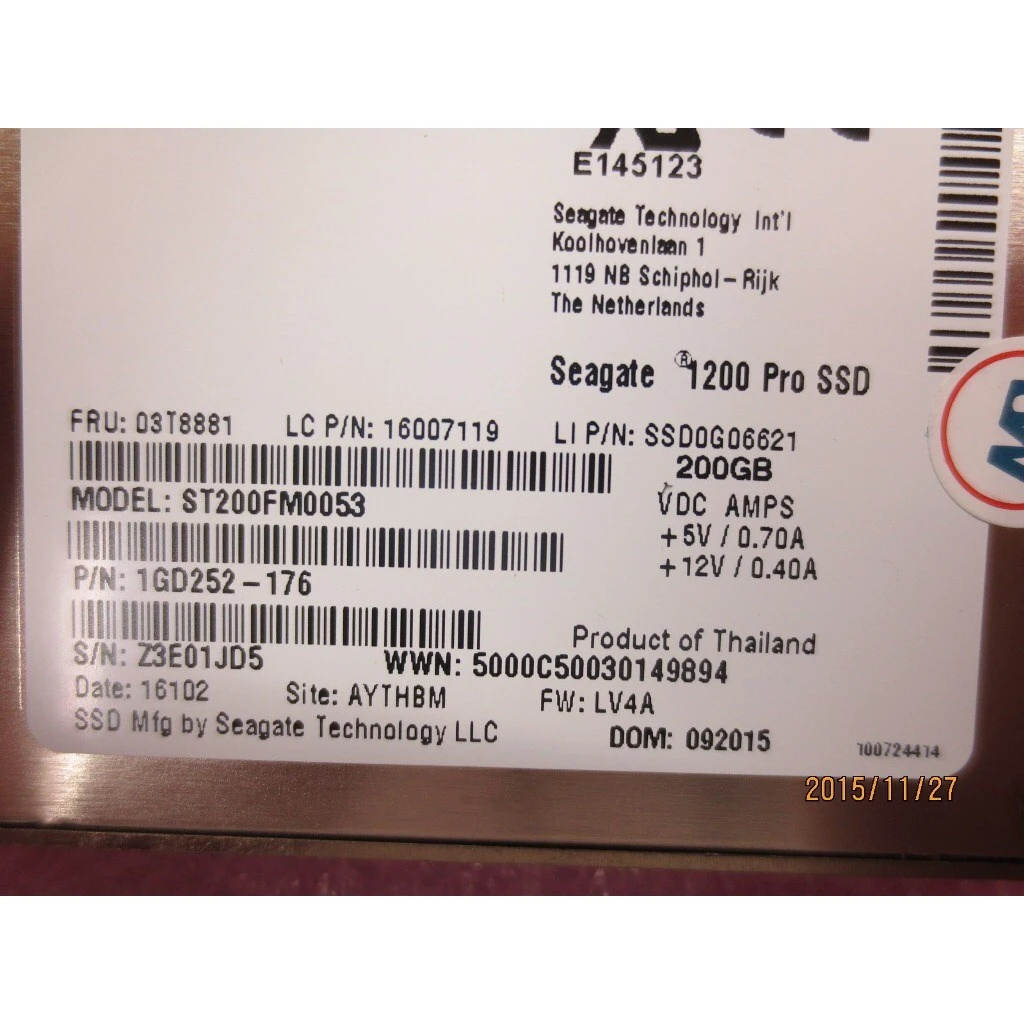 E145123
Seagate Technology Int'l
Koolhovenlaan 1
1119 NB Schiphol-Rijk
The Netherlands
Seagate ® 1200 Pro SSD
FRU: 03T8881 LC P/N: 16007119 LI P/N: SSD0G06621
200GB
MODEL: ST200FM0053
VDC AMPS
+5V / 0.70A
+12V / 0.40A
P/N: 1GD252-176
Product of Thailand
S/N: Z3E01JD5 WWN: 5000C50030149894
Date: 16102 Site: AYTHBM FW: LV4A
SSD Mfg by Seagate Technology LLC
DOM: 092015
100724414
2015/11/27